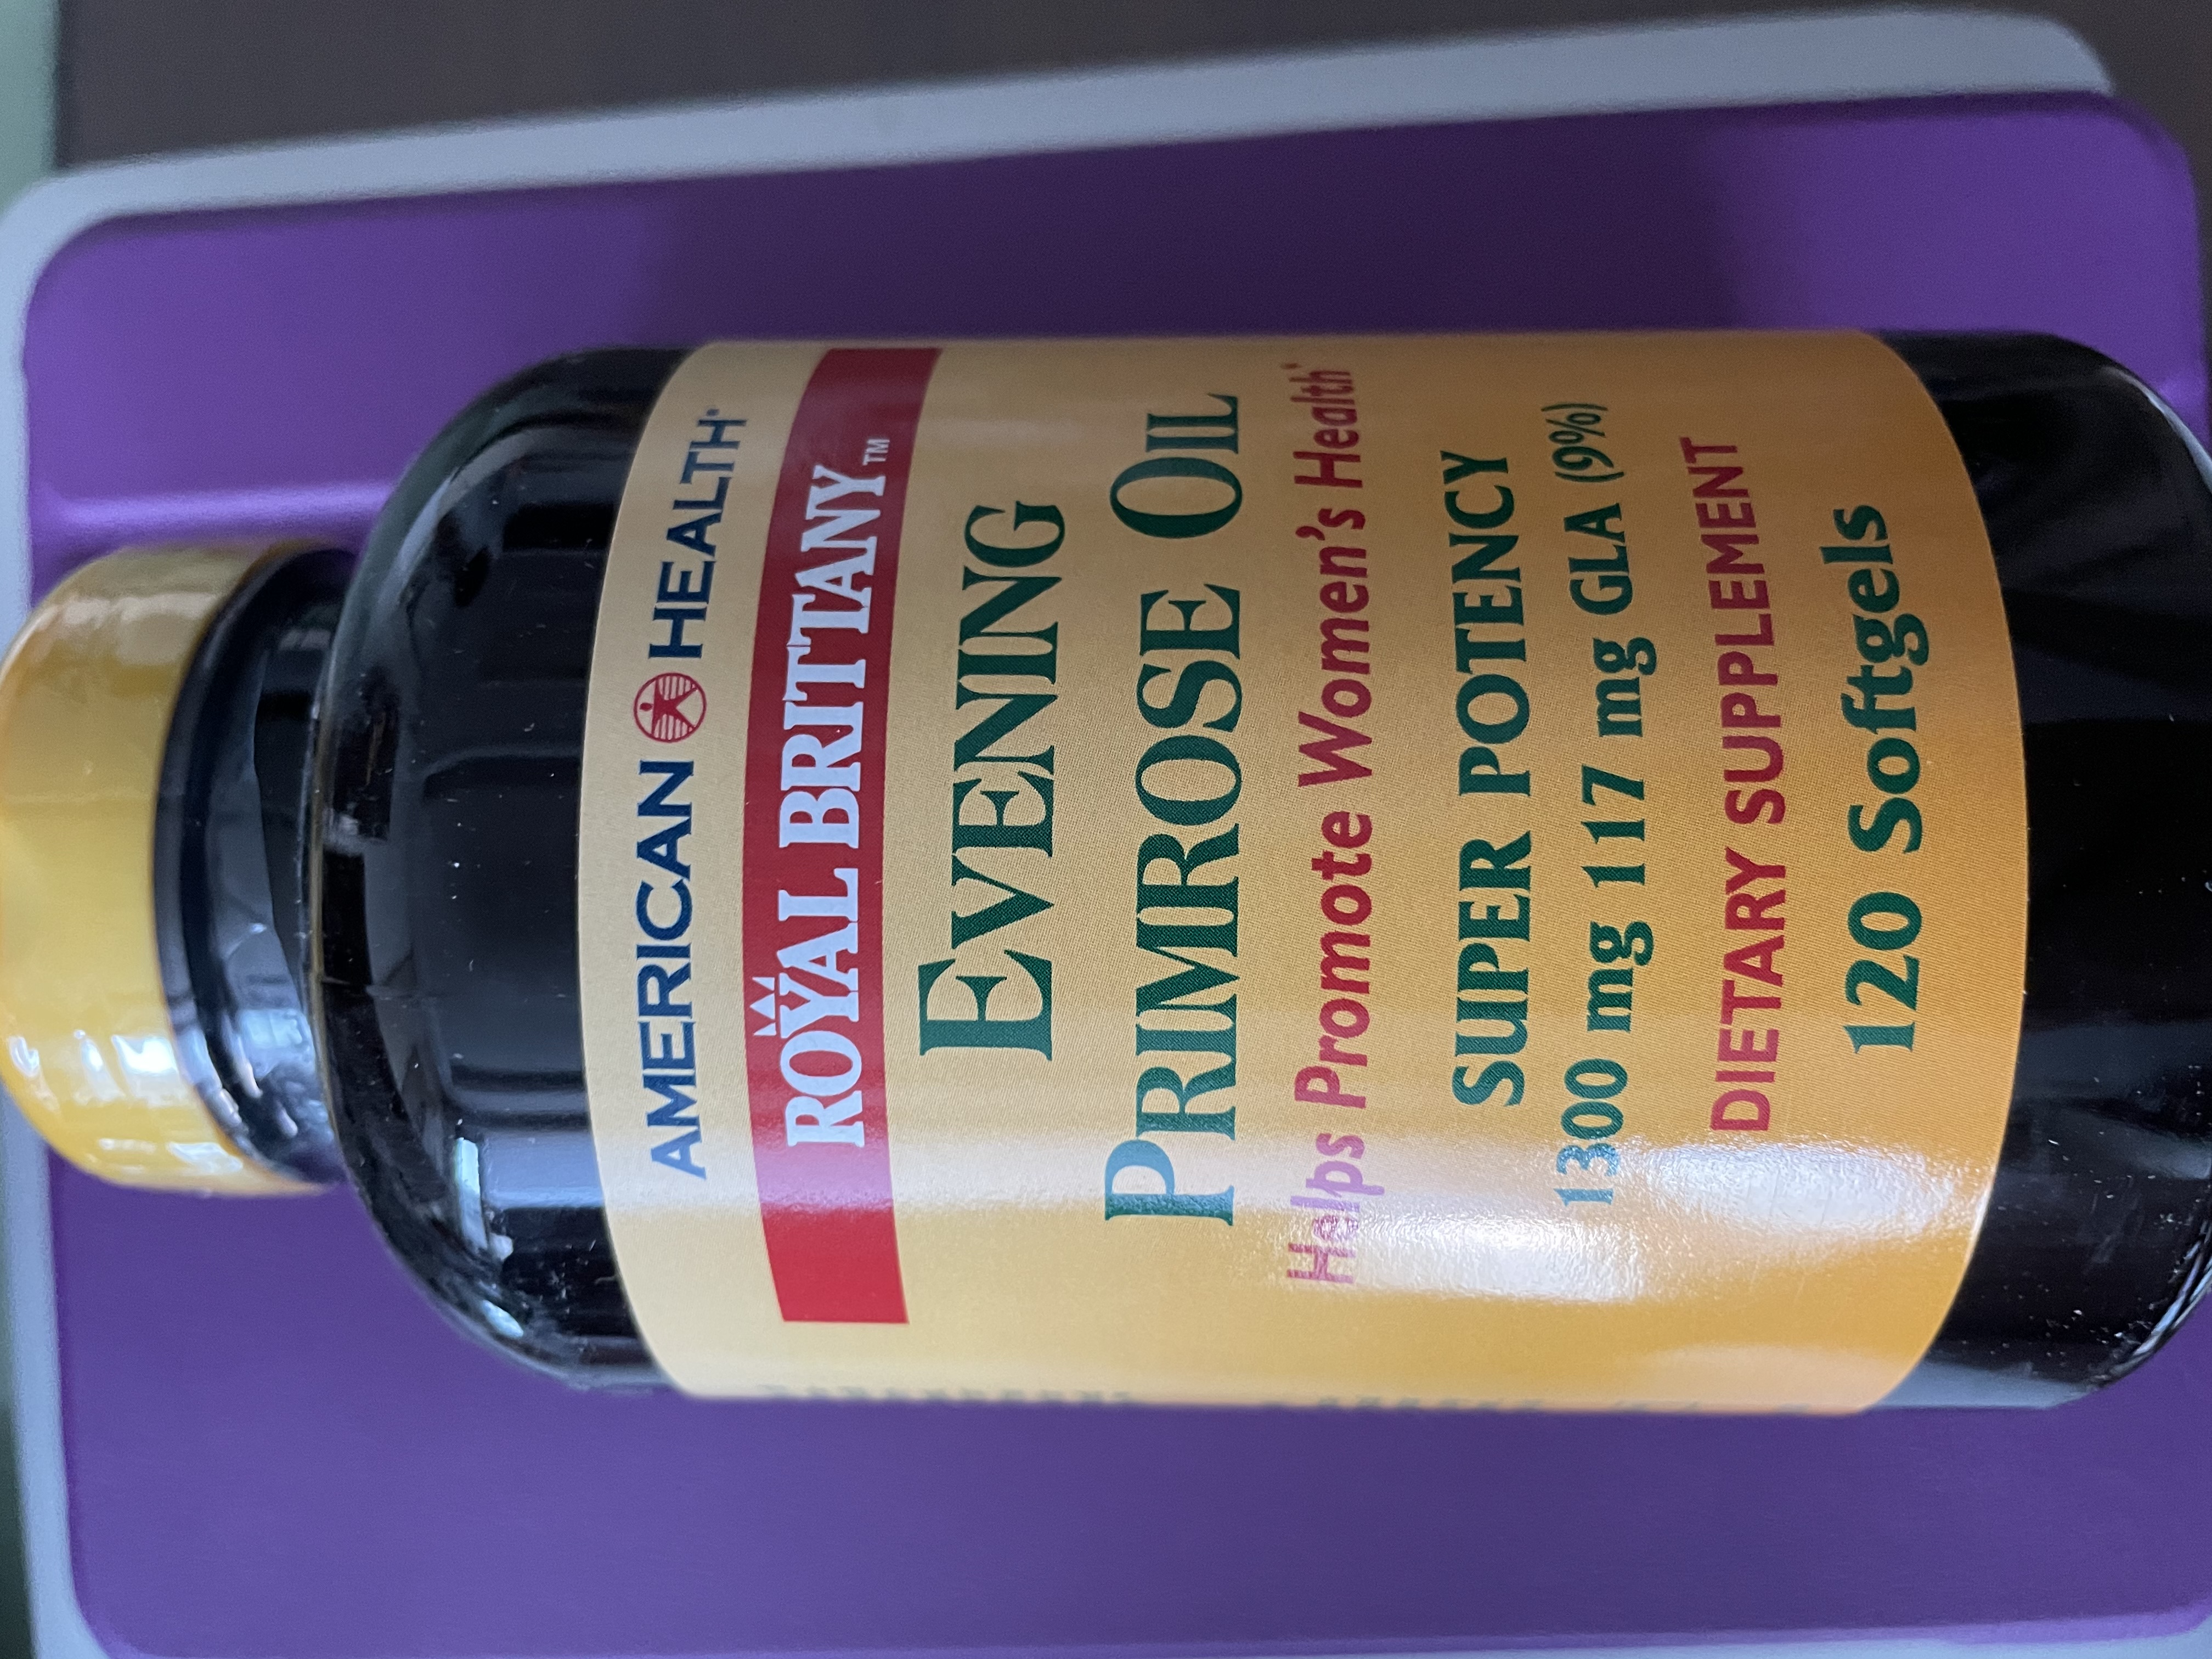 AMERICAN HEALTH®
ROYAL BRITTANY™
EVENING
PRIMROSE OIL
Helps Promote Women's Health*
SUPER POTENCY
1300 mg 117 mg GLA (9%)
DIETARY SUPPLEMENT
120 Softgels